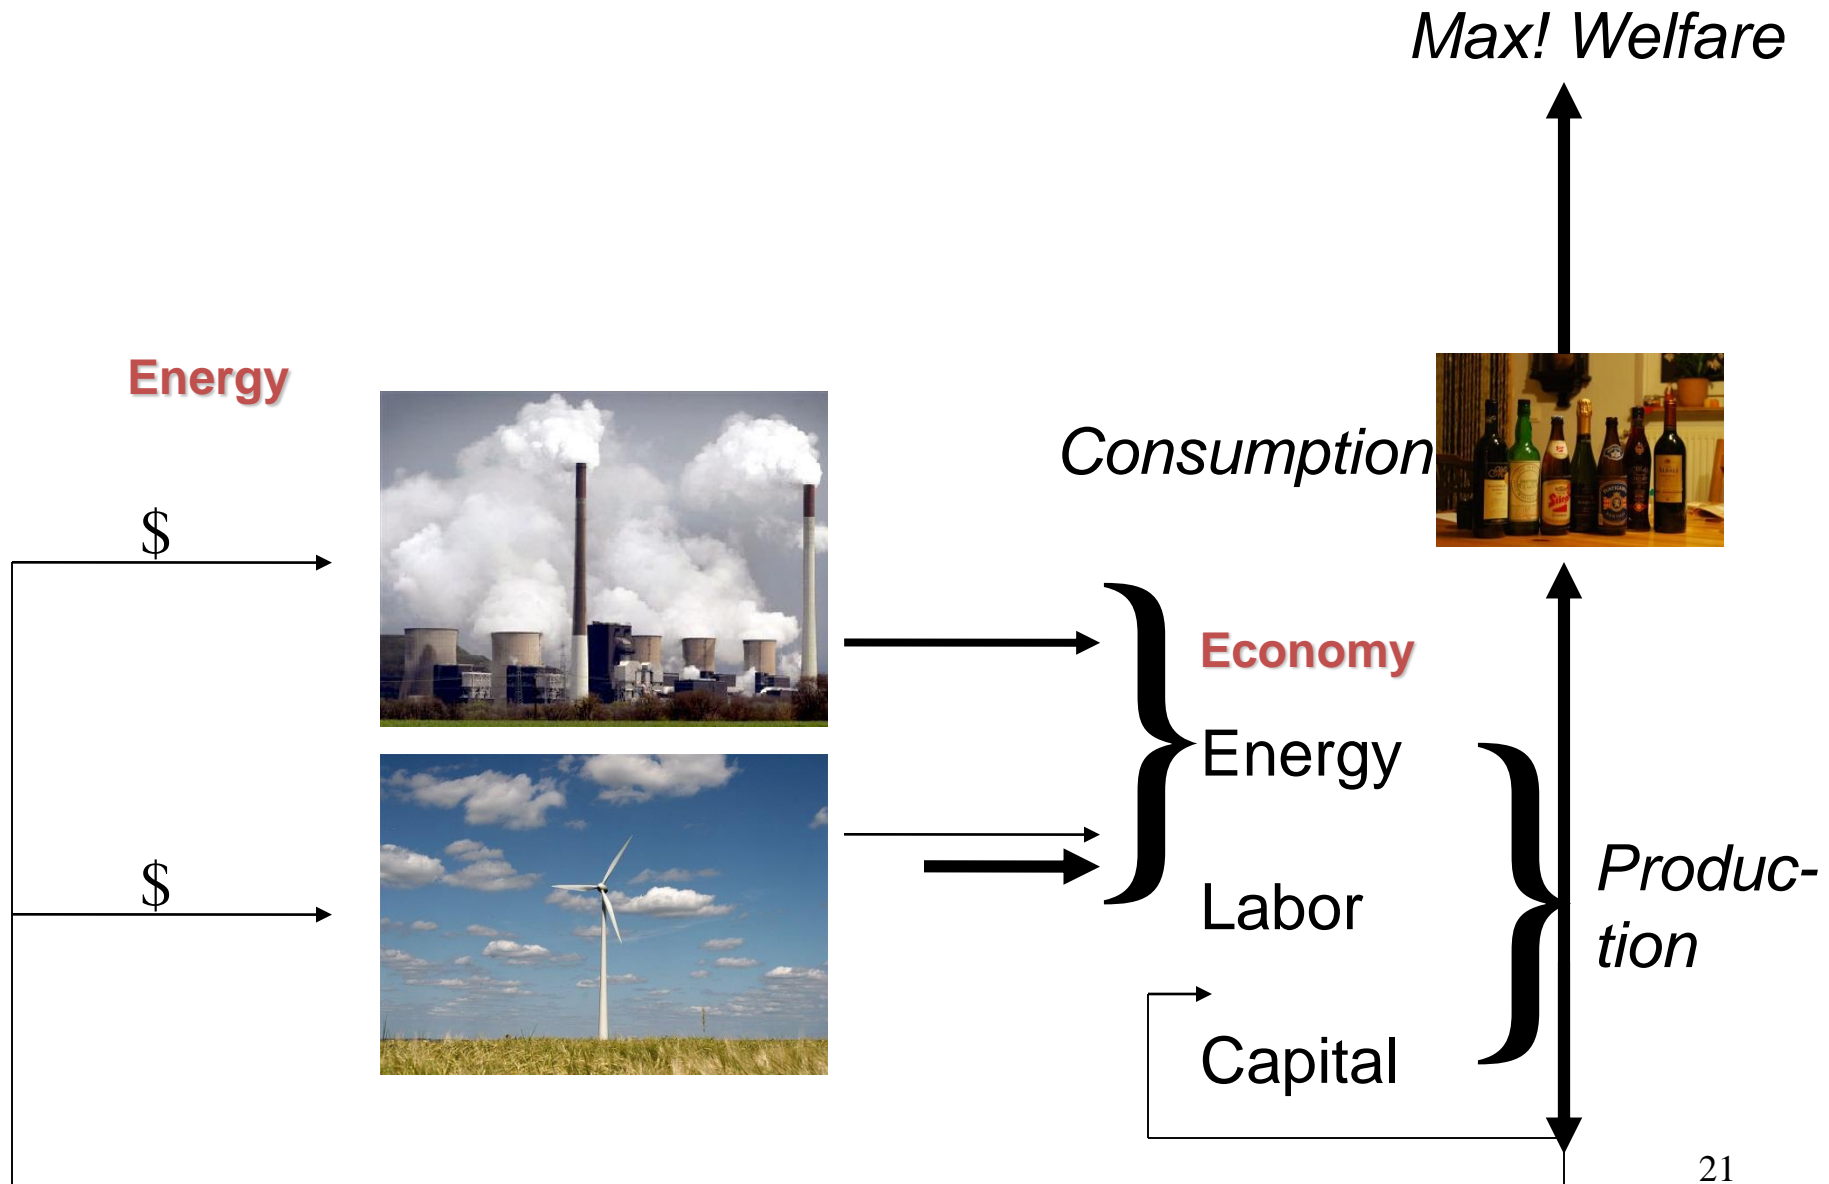 Max! Welfare
Energy
Consumption
$
Economy
Energy
$
Labor
Produc-
tion
Capital
21